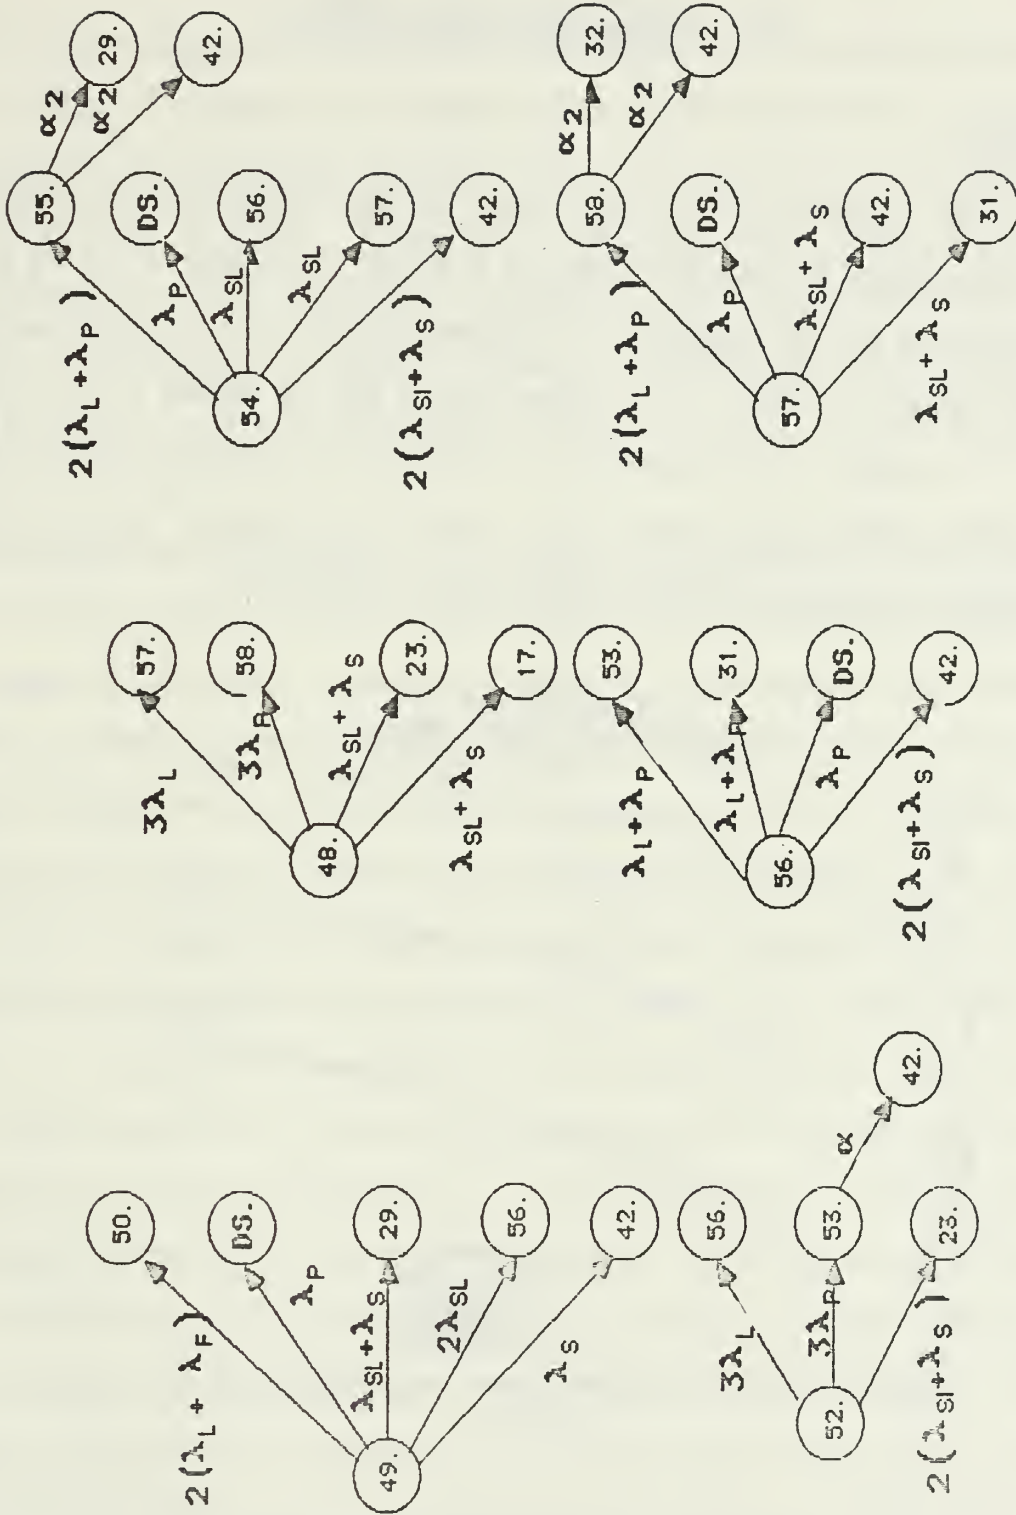 2(λL + λF)
50.
DS.
λP
49.
λSL+λS
29.
2λSL
56.
λS
42.
3λL
56.
52.
3λP
53.
α
42.
2(λSl+λS)
23.
3λL
57.
3λP
58.
48.
λSL+λS
23.
λSL+λS
17.
λL+λP
53.
λL+λP
31.
56.
λP
DS.
2(λSl+λS)
42.
2(λL+λP)
55.
α2
29.
α2
42.
λP
DS.
54.
λSL
56.
λSL
57.
2(λSl+λS)
42.
2(λL+λP)
58.
α2
32.
α2
42.
λP
DS.
57.
λSL+λS
42.
λSL+λS
31.